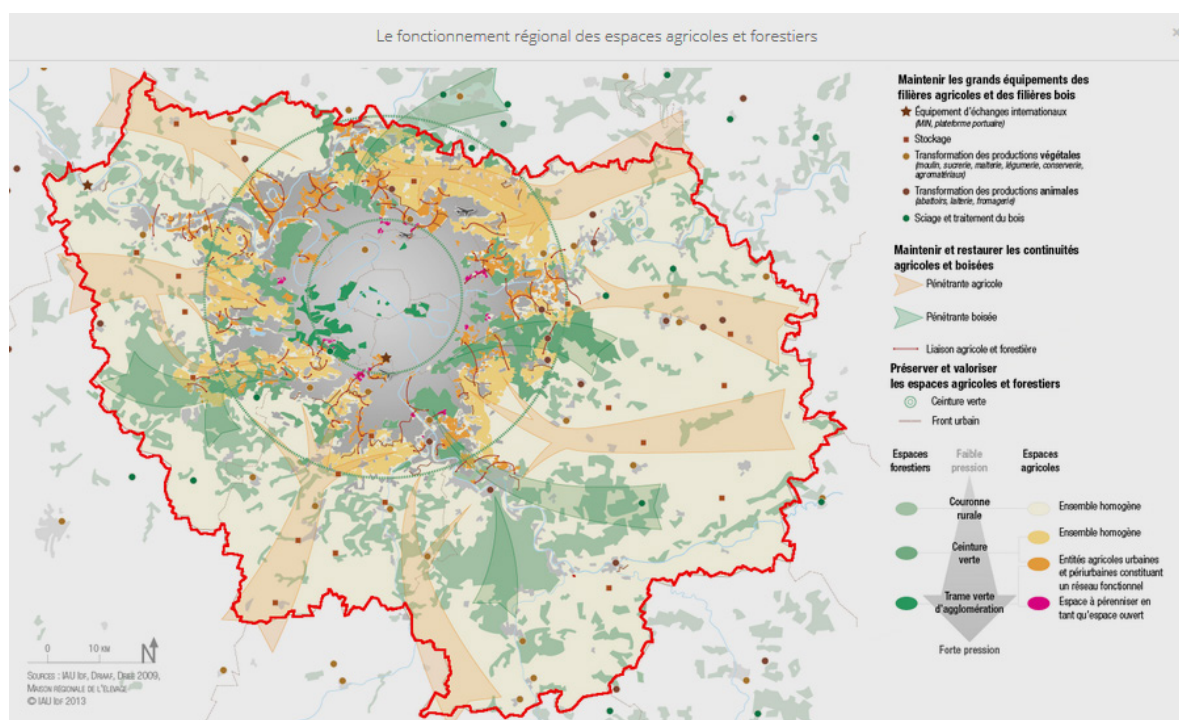 Le fonctionnement régional des espaces agricoles et forestiers
×
Maintenir les grands équipements des
filières agricoles et des filières bois
Équipement d'échanges internationaux
(MIN, plateforme portuaire)
Stockage
Transformation des productions végétales
(moulin, sucrerie, malterie, légumerie, conserverie,
agromatériaux)
Transformation des productions animales
(abattoirs, laiterie, fromagerie)
Sciage et traitement du bois
Maintenir et restaurer les continuités
agricoles et boisées
Pénétrante agricole
Pénétrante boisée
Liaison agricole et forestière
Préserver et valoriser
les espaces agricoles et forestiers
Ceinture verte
Front urbain
Espaces
forestiers
Faible
pression
Espaces
agricoles
Couronne
rurale
Ensemble homogène
Ensemble homogène
Ceinture
verte
Entités agricoles urbaines
et périurbaines constituant
un réseau fonctionnel
Trame verte
d'agglomération
Espace à pérenniser en
tant qu'espace ouvert
Forte pression
0 10 KM
N
SOURCES : IAU IDF, DRIAAF, DRIEE 2009,
MAISON RÉGIONALE DE L'ELEVAGE
© IAU IDF 2013